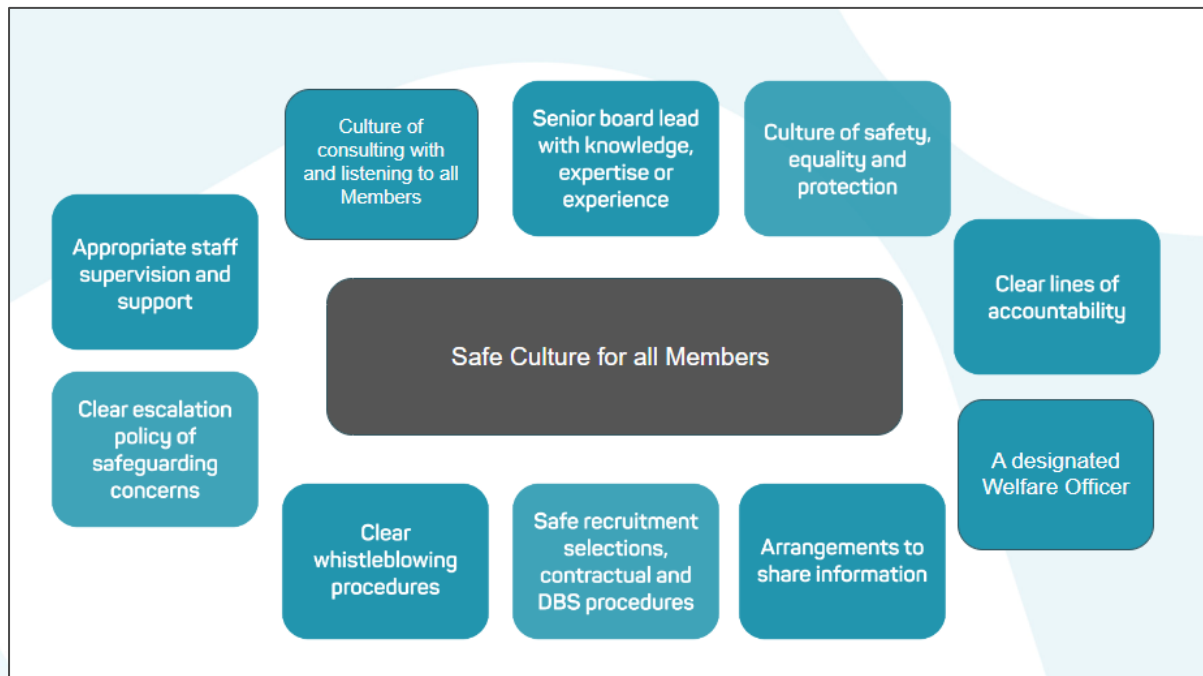 Culture of
consulting with
and listening to all
Members
Senior board lead
with knowledge,
expertise or
experience
Culture of safety,
equality and
protection
Appropriate staff
supervision and
support
Clear lines of
accountability
Safe Culture for all Members
Clear escalation
policy of
safeguarding
concerns
A designated
Welfare Officer
Clear
whistleblowing
procedures
Safe recruitment
selections,
contractual and
DBS procedures
Arrangements to
share information